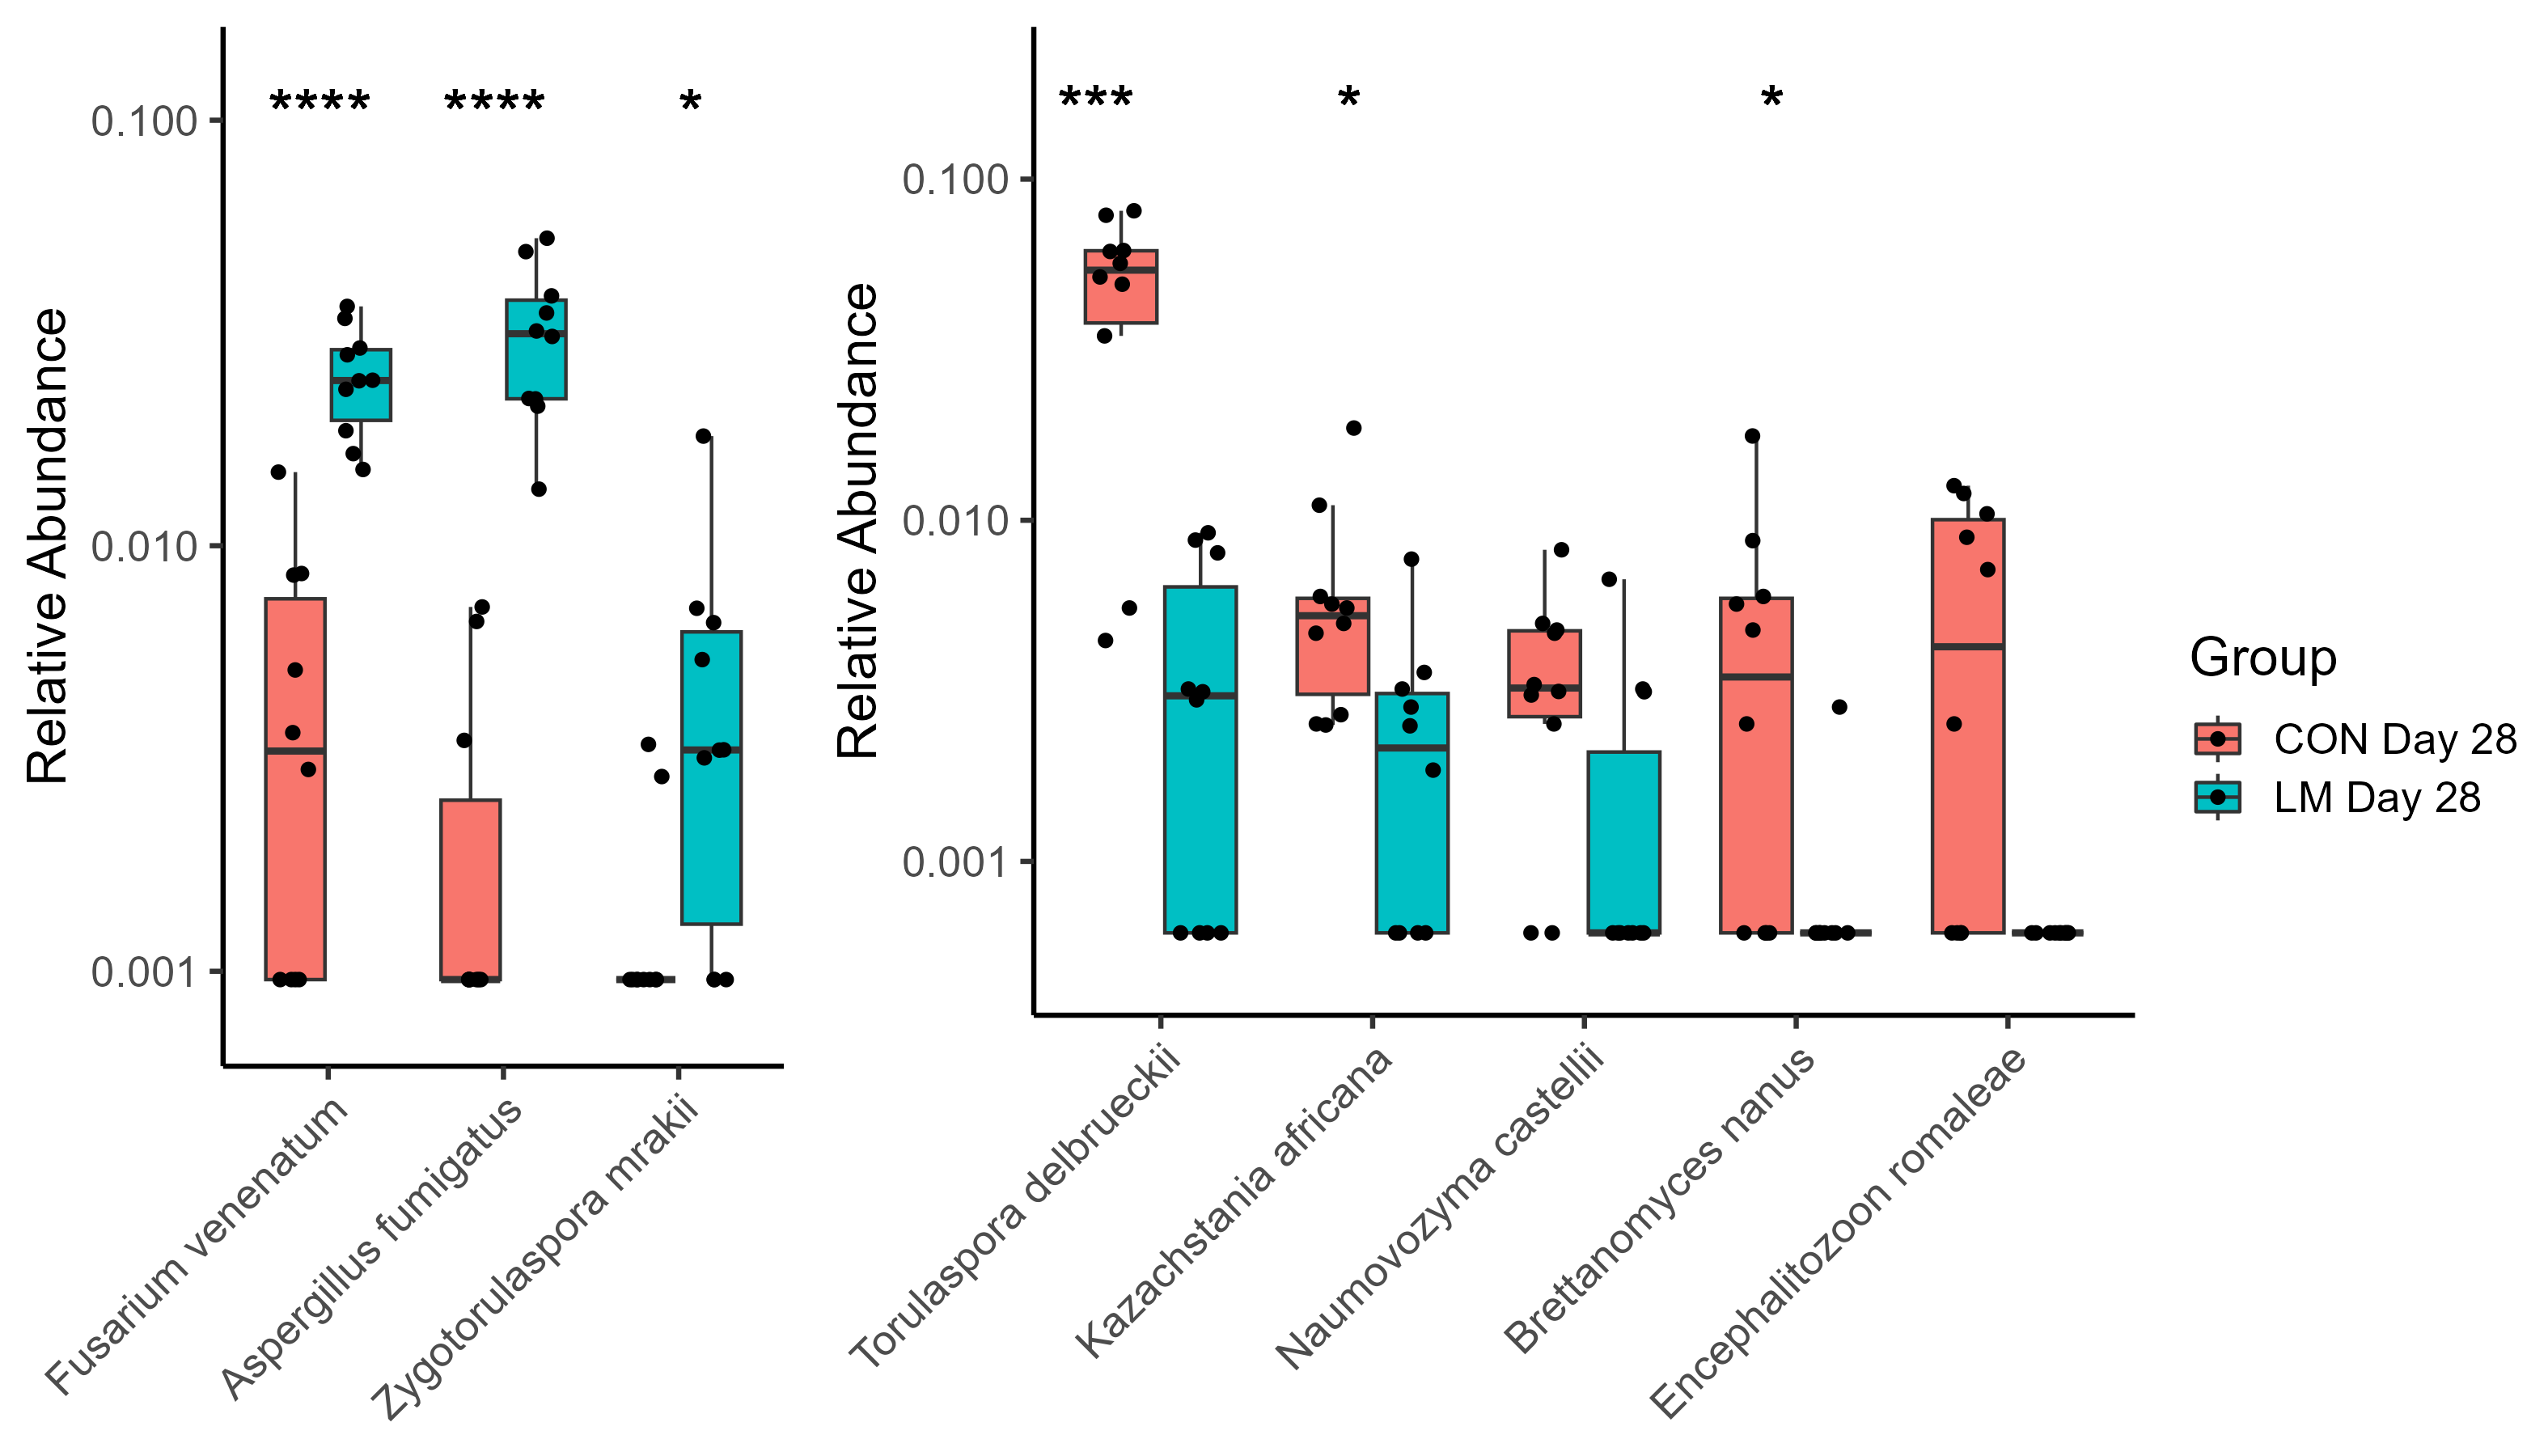 **** **** *
0.100
0.010
0.001
Relative Abundance
Fusarium venenatum
Aspergillus fumigatus
Zygotorulaspora mrakii
*** * *
0.100
0.010
0.001
Relative Abundance
Torulaspora delbrueckii
Kazachstania africana
Naumovozyma castellii
Brettanomyces nanus
Encephalitozoon romaleae
Group
CON Day 28
LM Day 28